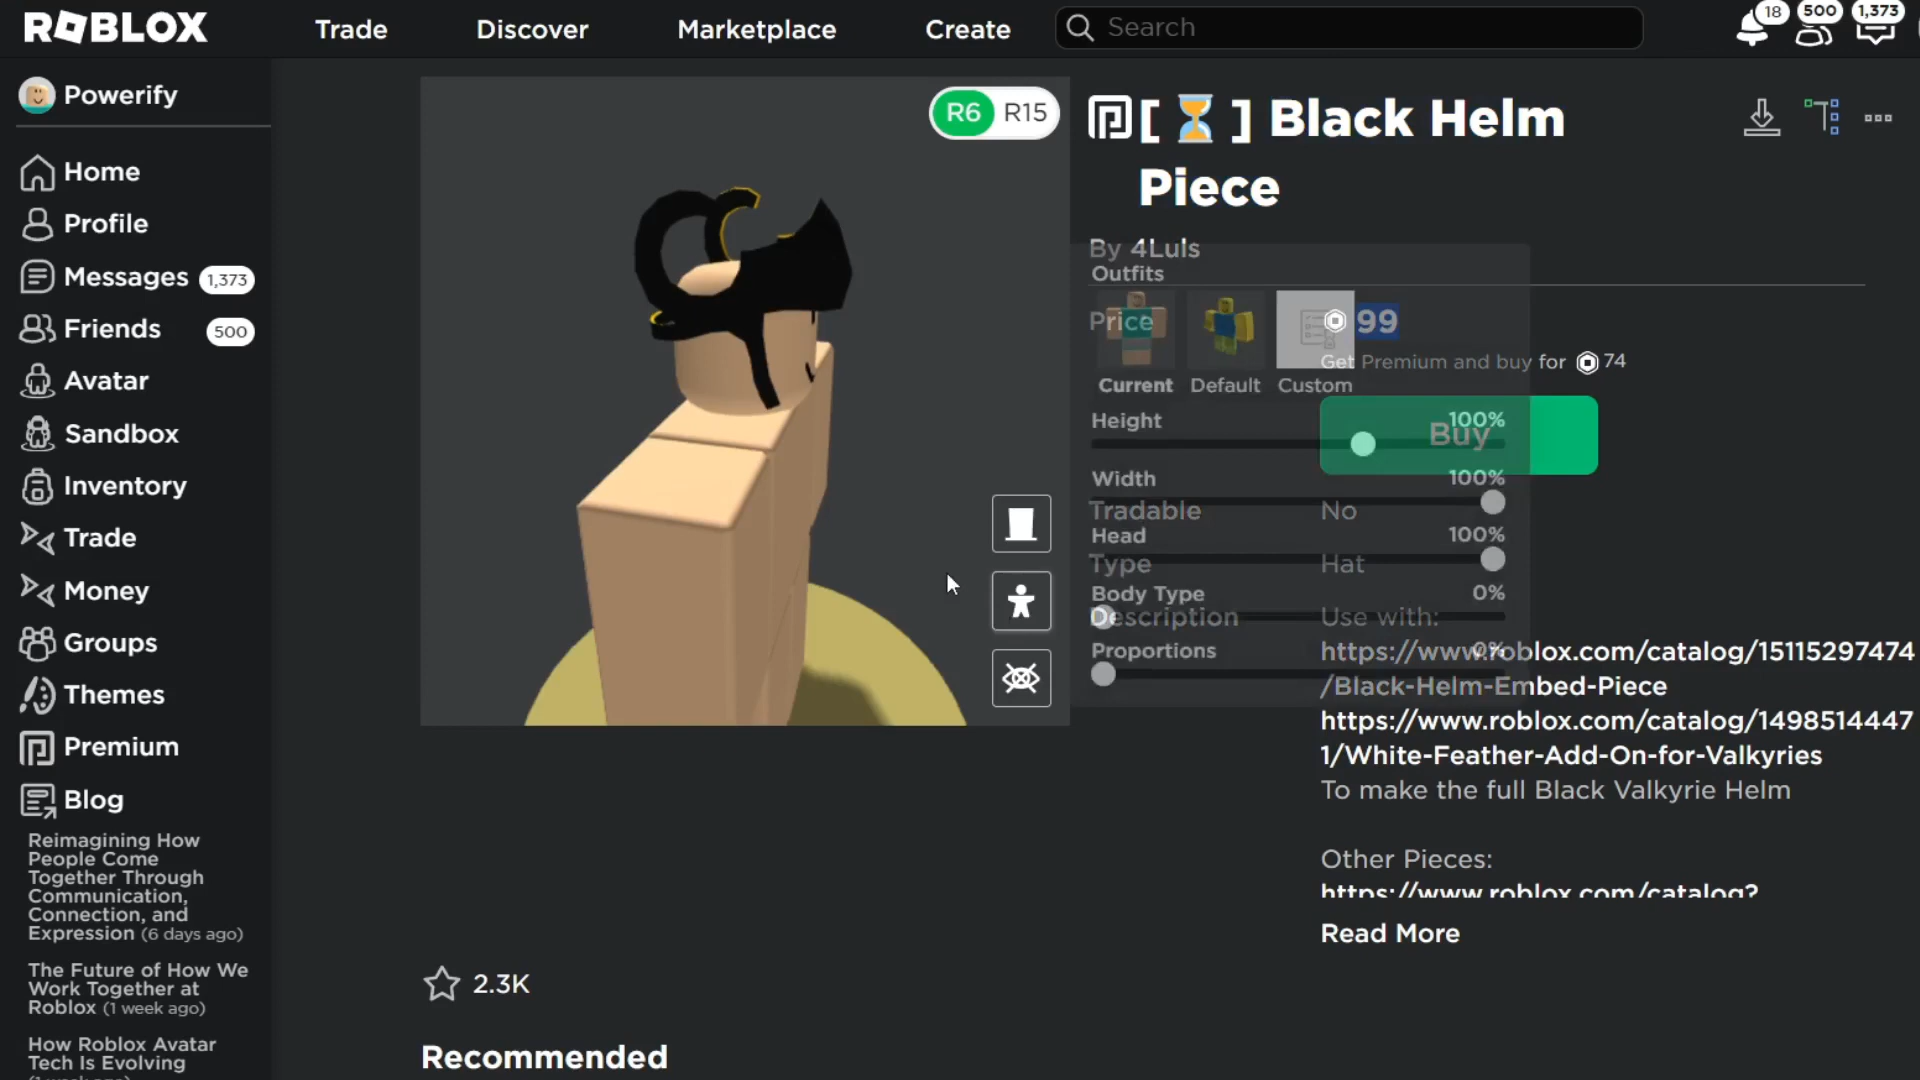 ROBLOX
Trade
Discover
Marketplace
Create
Search
18
500
1,373
Powerify
Home
Profile
Messages 1,373
Friends 500
Avatar
Sandbox
Inventory
Trade
Money
Groups
Themes
Premium
Blog
Reimagining How
People Come
Together Through
Communication,
Connection, and
Expression (6 days ago)
The Future of How We
Work Together at
Roblox (1 week ago)
How Roblox Avatar
Tech Is Evolving
R6 R15
2.3K
Recommended
[ ⏳ ] Black Helm
Piece
By 4Luls
Outfits
Price 99
Get Premium and buy for 74
Current Default Custom
Buy
Height 100%
Width 100%
Tradable No
Head 100%
Type Hat
Body Type 0%
Description Use with:
Proportions 0%
https://www.roblox.com/catalog/15115297474
/Black-Helm-Embed-Piece
https://www.roblox.com/catalog/1498514447
1/White-Feather-Add-On-for-Valkyries
To make the full Black Valkyrie Helm
Other Pieces:
https://www.roblox.com/catalog?
Read More